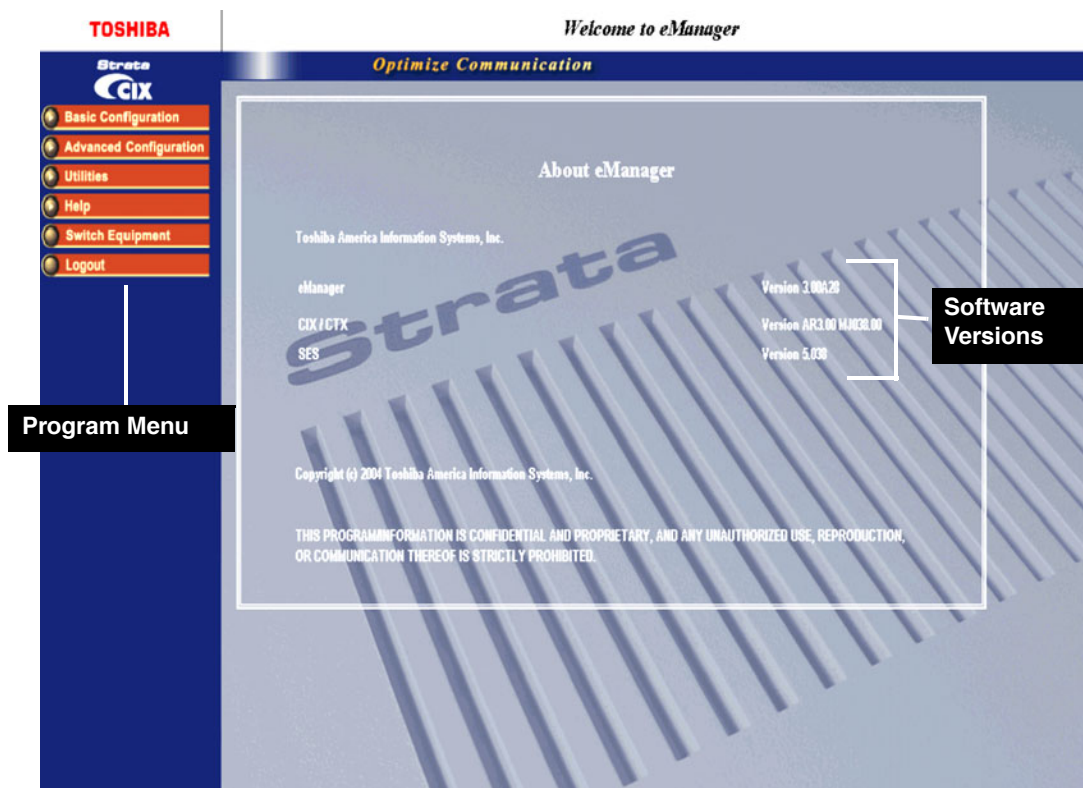 TOSHIBA
Welcome to eManager
Strata
CIX
Optimize Communication
Basic Configuration
Advanced Configuration
Utilities
Help
Switch Equipment
Logout
Program Menu
About eManager
Toshiba America Information Systems, Inc.
Strata
eManager Version 3.00A28
CIX / CTX Version AR3.00 MJ030.00
SES Version 5.030
Software
Versions
Copyright (c) 2004 Toshiba America Information Systems, Inc.
THIS PROGRAM/INFORMATION IS CONFIDENTIAL AND PROPRIETARY, AND ANY UNAUTHORIZED USE, REPRODUCTION,
OR COMMUNICATION THEREOF IS STRICTLY PROHIBITED.